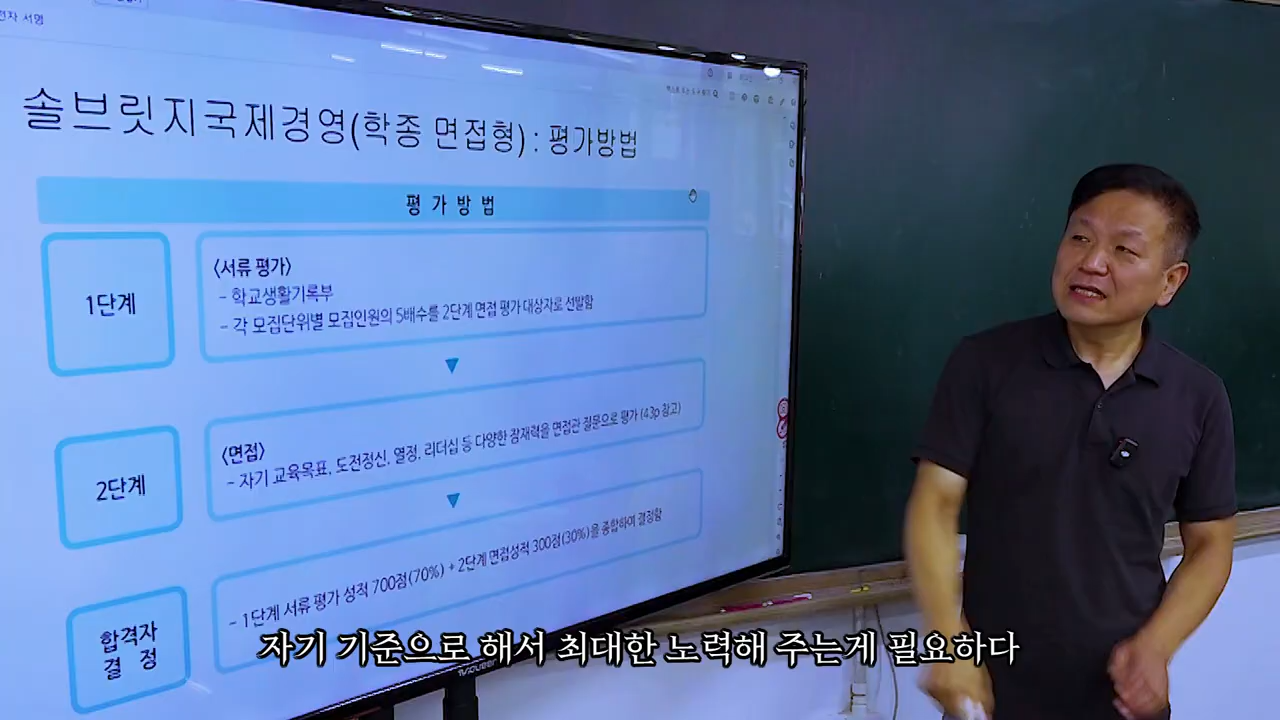 전자 서명
솔브릿지국제경영(학종 면접형) : 평가방법
평 가 방 법
1단계
〈서류 평가〉
- 학교생활기록부
- 각 모집단위별 모집인원의 5배수를 2단계 면접 평가 대상자로 선발함
2단계
〈면접〉
- 자기 교육목표, 도전정신, 열정, 리더십 등 다양한 잠재력을 면접관 질문으로 평가 (43p 참고)
합격자
결 정
- 1단계 서류 평가 성적 700점(70%) + 2단계 면접성적 300점(30%)을 종합하여 결정함
자기 기준으로 해서 최대한 노력해 주는게 필요하다